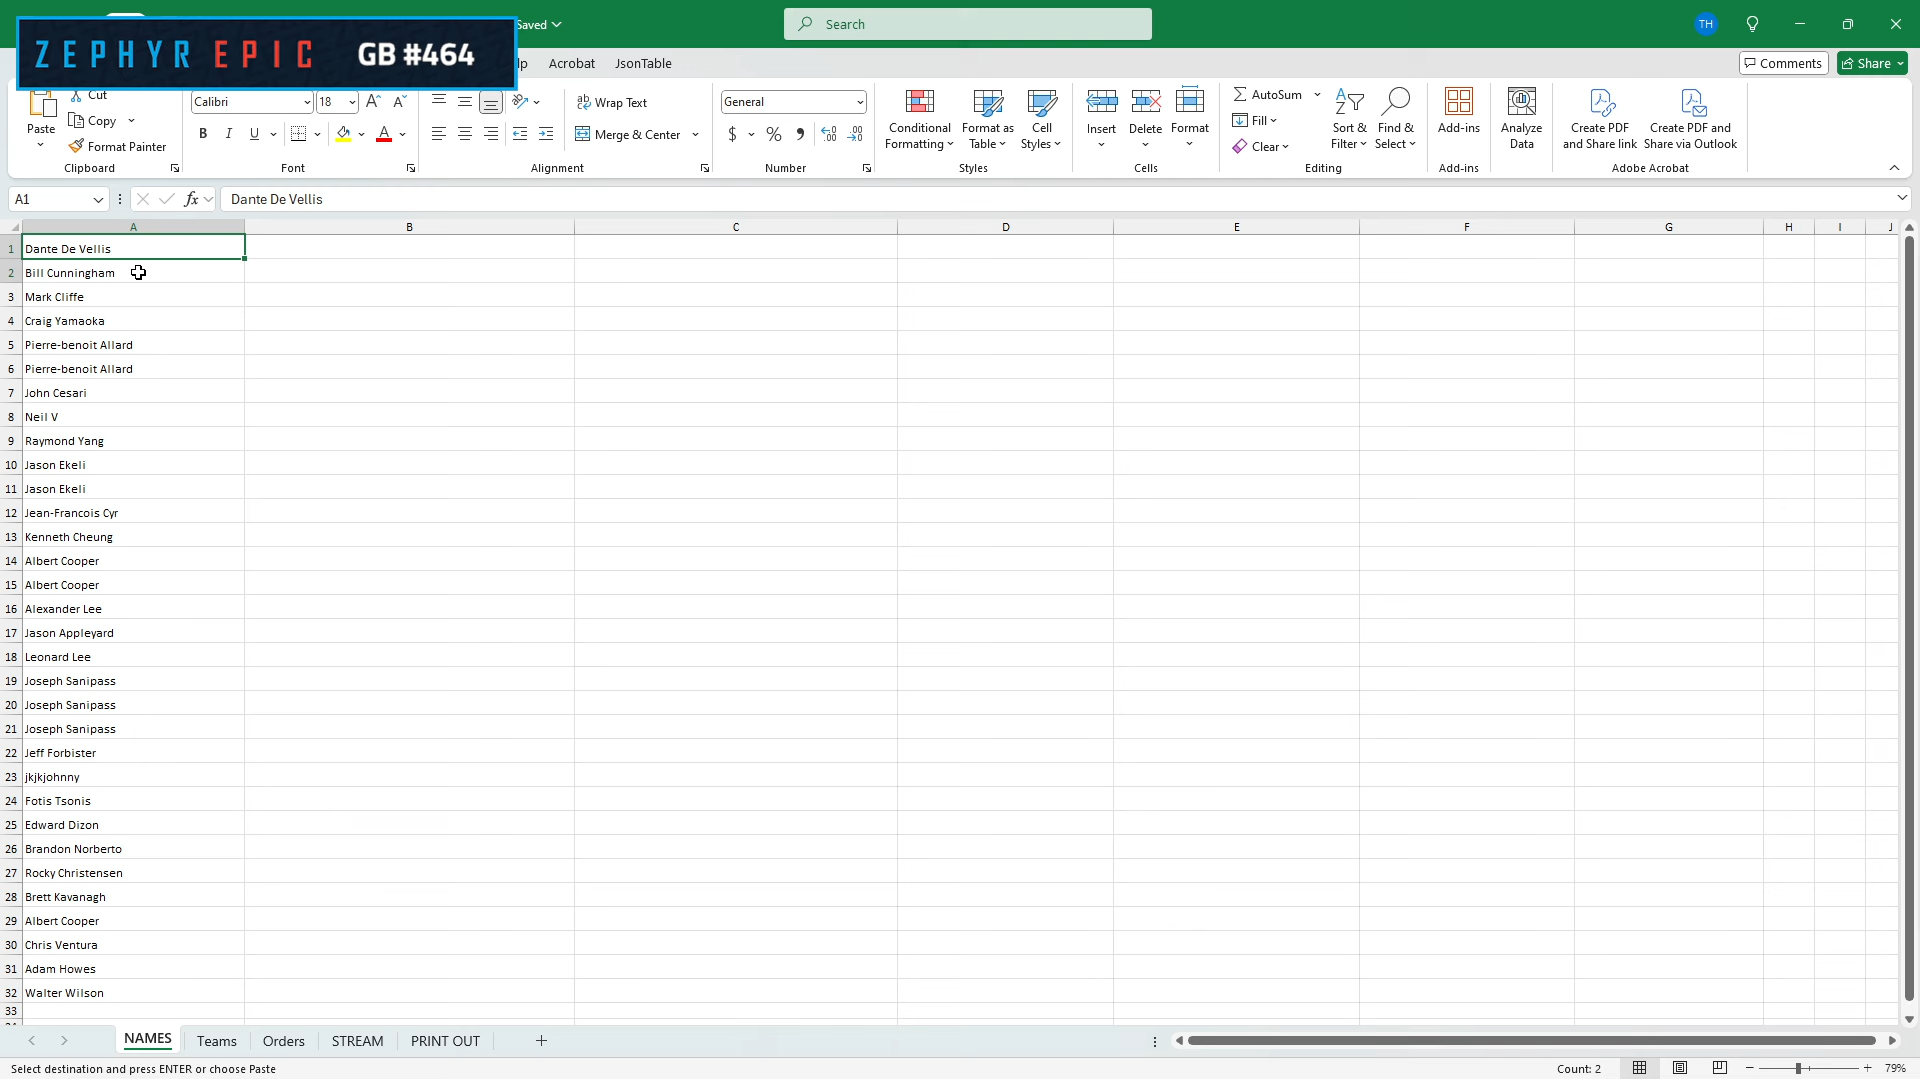 Saved
Search
TH
ZEPHYR EPIC GB #464
lp
Acrobat
JsonTable
Comments
Share
Cut
Copy
Format Painter
Paste
Clipboard
Calibri
18
B I U
Font
Wrap Text
Merge & Center
Alignment
General
$ % ,
Number
Conditional Formatting
Format as Table
Cell Styles
Styles
Insert
Delete
Format
Cells
AutoSum
Fill
Clear
Sort & Filter
Find & Select
Editing
Add-ins
Add-ins
Analyze Data
Create PDF and Share link
Create PDF and Share via Outlook
Adobe Acrobat
A1
fx
Dante De Vellis
A B C D E F G H I J
1 Dante De Vellis
2 Bill Cunningham
3 Mark Cliffe
4 Craig Yamaoka
5 Pierre-benoit Allard
6 Pierre-benoit Allard
7 John Cesari
8 Neil V
9 Raymond Yang
10 Jason Ekeli
11 Jason Ekeli
12 Jean-Francois Cyr
13 Kenneth Cheung
14 Albert Cooper
15 Albert Cooper
16 Alexander Lee
17 Jason Appleyard
18 Leonard Lee
19 Joseph Sanipass
20 Joseph Sanipass
21 Joseph Sanipass
22 Jeff Forbister
23 jkjkjohnny
24 Fotis Tsonis
25 Edward Dizon
26 Brandon Norberto
27 Rocky Christensen
28 Brett Kavanagh
29 Albert Cooper
30 Chris Ventura
31 Adam Howes
32 Walter Wilson
33
NAMES
Teams
Orders
STREAM
PRINT OUT
Select destination and press ENTER or choose Paste
Count: 2
79%